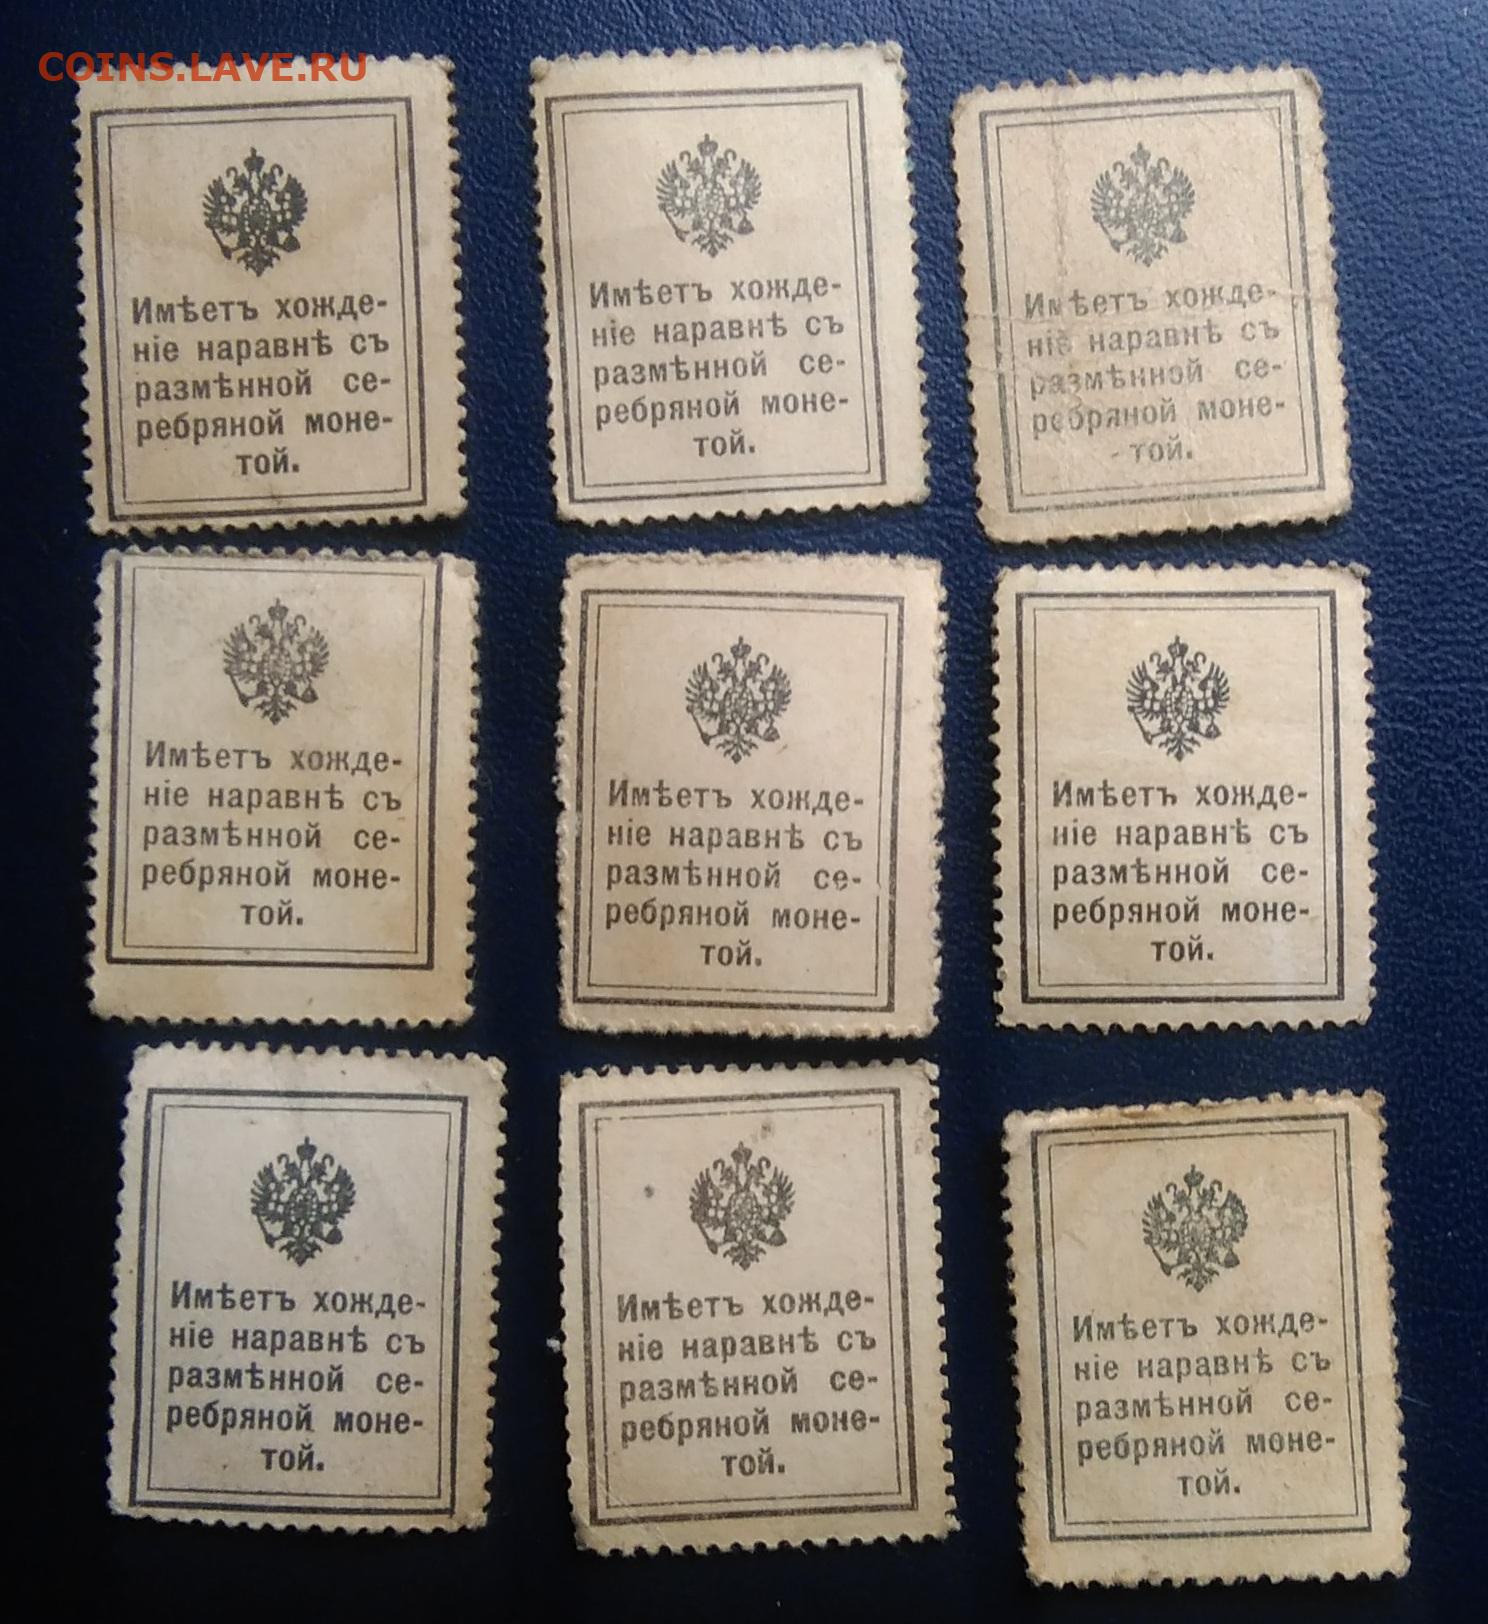 COINS.LAVE.RU
Имѣетъ хожде-
ніе наравнѣ съ
размѣнной се-
ребряной моне-
той.
Имѣетъ хожде-
ніе наравнѣ съ
размѣнной се-
ребряной моне-
той.
Имѣетъ хожде-
ніе наравнѣ съ
размѣнной се-
ребряной моне-
той.
Имѣетъ хожде-
ніе наравнѣ съ
размѣнной се-
ребряной моне-
той.
Имѣетъ хожде-
ніе наравнѣ съ
размѣнной се-
ребряной моне-
той.
Имѣетъ хожде-
ніе наравнѣ съ
размѣнной се-
ребряной моне-
той.
Имѣетъ хожде-
ніе наравнѣ съ
размѣнной се-
ребряной моне-
той.
Имѣетъ хожде-
ніе наравнѣ съ
размѣнной се-
ребряной моне-
той.
Имѣетъ хожде-
ніе наравнѣ съ
размѣнной се-
ребряной моне-
той.